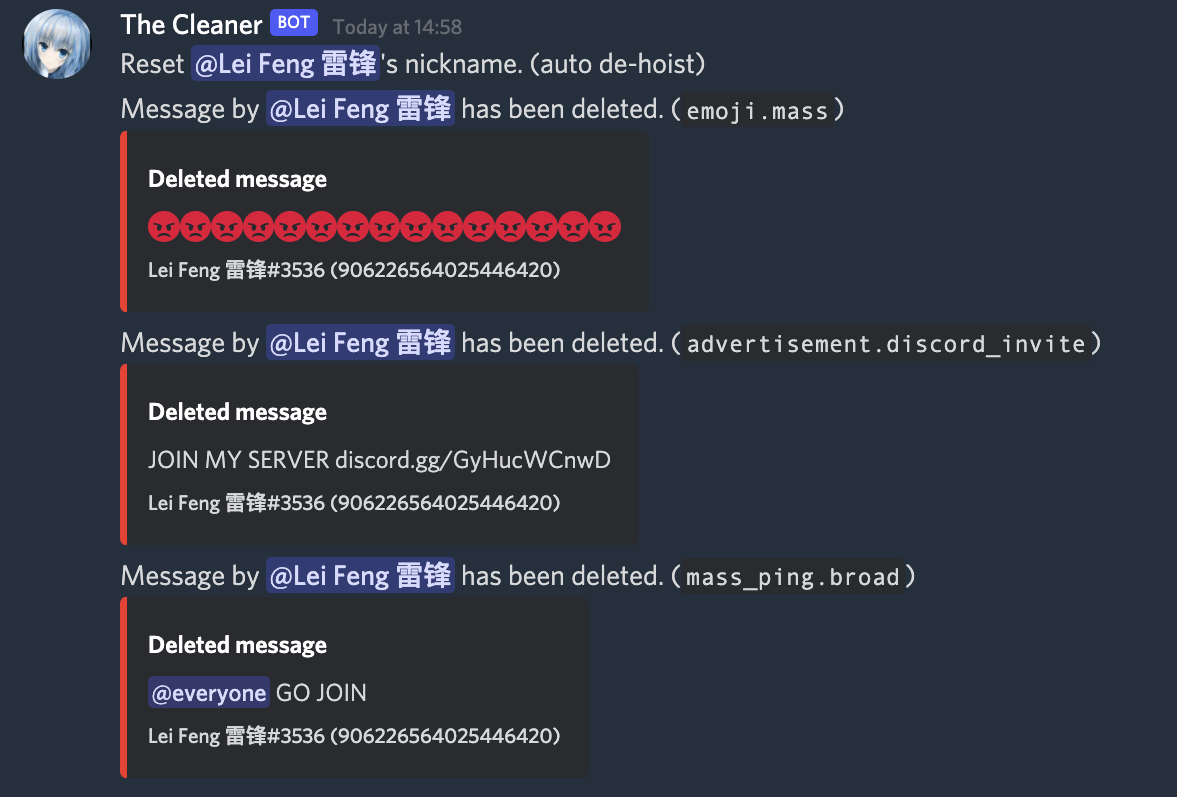 The Cleaner BOT Today at 14:58
Reset @Lei Feng 雷锋's nickname. (auto de-hoist)
Message by @Lei Feng 雷锋 has been deleted. (emoji.mass)
Deleted message
😡😡😡😡😡😡😡😡😡😡😡😡😡😡😡
Lei Feng 雷锋#3536 (906226564025446420)
Message by @Lei Feng 雷锋 has been deleted. (advertisement.discord_invite)
Deleted message
JOIN MY SERVER discord.gg/GyHucWCnwD
Lei Feng 雷锋#3536 (906226564025446420)
Message by @Lei Feng 雷锋 has been deleted. (mass_ping.broad)
Deleted message
@everyone GO JOIN
Lei Feng 雷锋#3536 (906226564025446420)